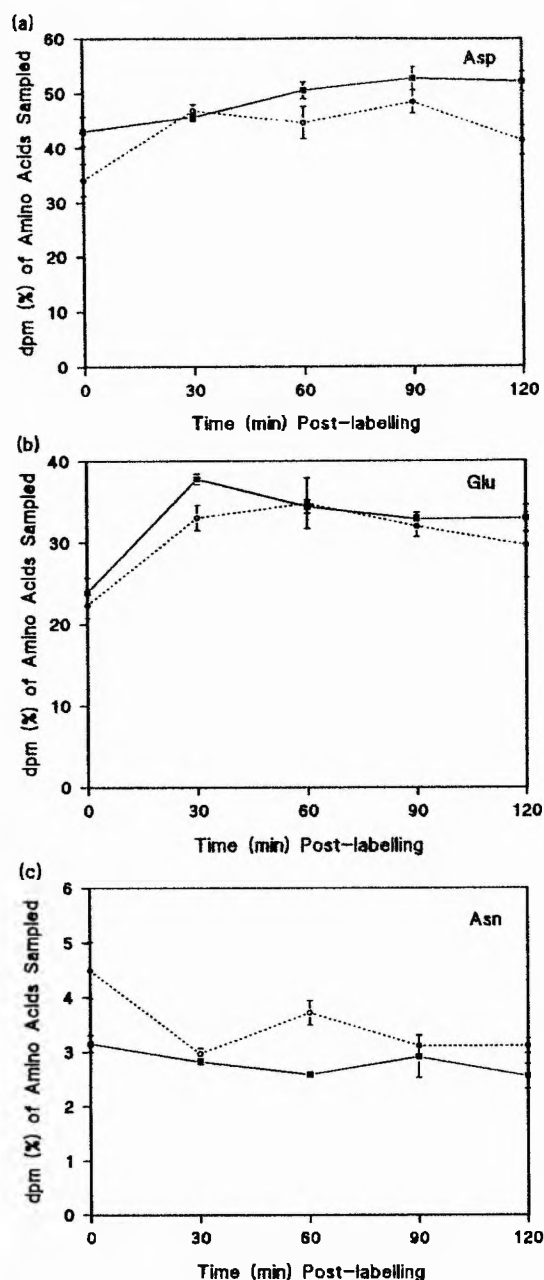 (a)
Asp
dpm (%) of Amino Acids Sampled
60
50
40
30
20
10
0
0 30 60 90 120
Time (min) Post-labelling
(b)
Glu
dpm (%) of Amino Acids Sampled
40
30
20
10
0
0 30 60 90 120
Time (min) Post-labelling
(c)
Asn
dpm (%) of Amino Acids Sampled
6
5
4
3
2
1
0
0 30 60 90 120
Time (min) Post-labelling